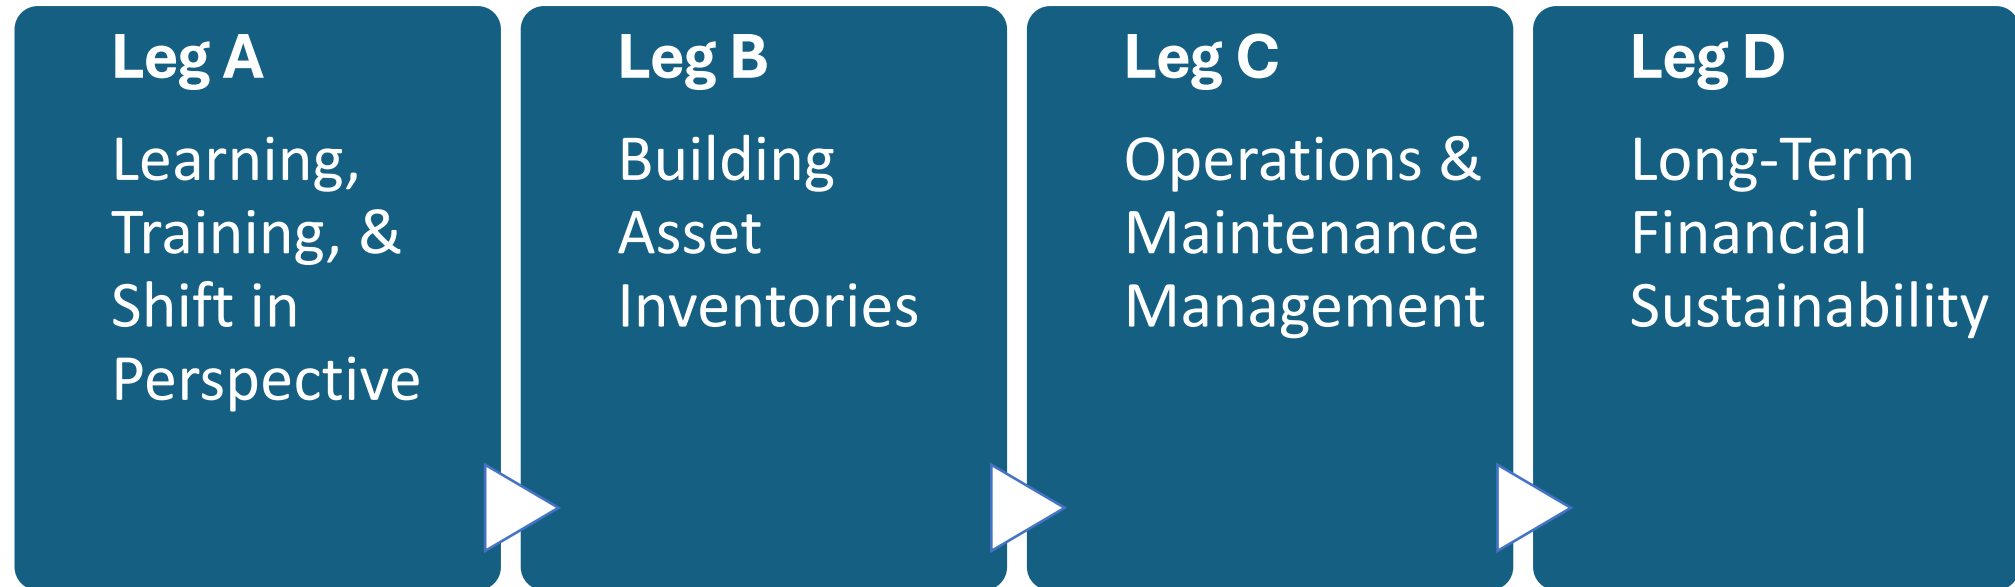 Leg A
Learning,
Training, &
Shift in
Perspective
Leg B
Building
Asset
Inventories
Leg C
Operations &
Maintenance
Management
Leg D
Long-Term
Financial
Sustainability